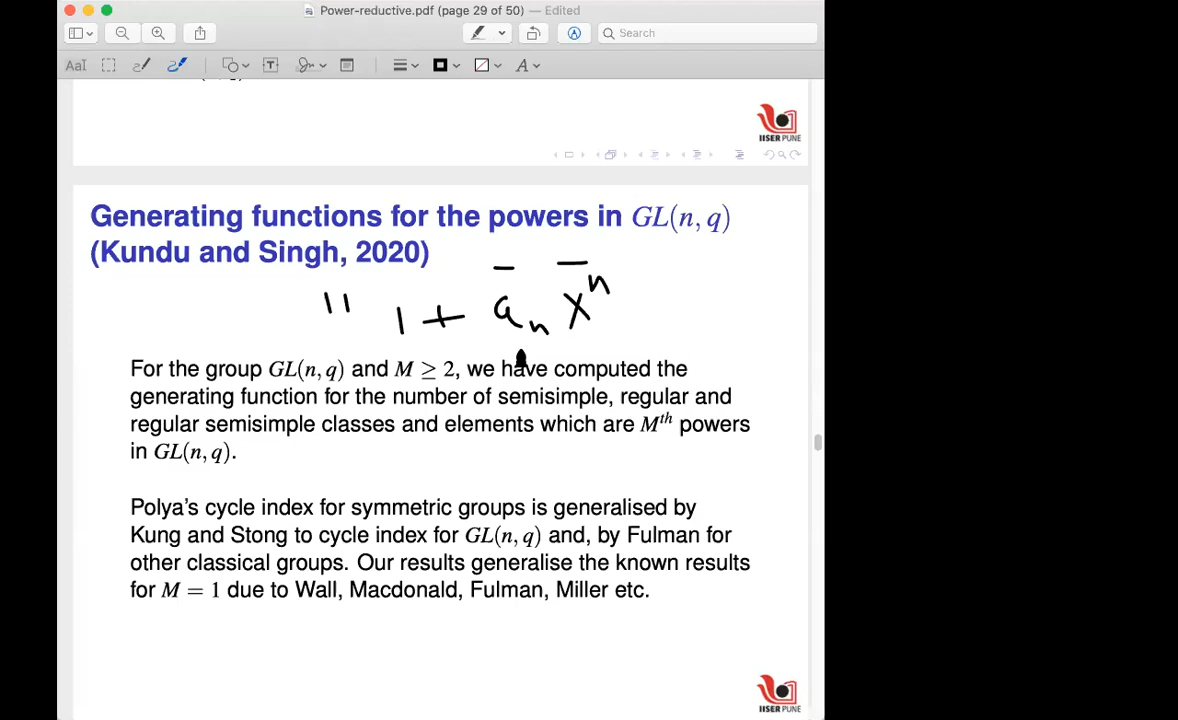 Power-reductive.pdf (page 29 of 50) — Edited
Search
AaI
T
A
IISER PUNE
Generating functions for the powers in GL(n, q)
(Kundu and Singh, 2020)
" 1 + a_n x^n
For the group GL(n, q) and M ≥ 2, we have computed the
generating function for the number of semisimple, regular and
regular semisimple classes and elements which are M^{th} powers
in GL(n, q).
Polya's cycle index for symmetric groups is generalised by
Kung and Stong to cycle index for GL(n, q) and, by Fulman for
other classical groups. Our results generalise the known results
for M = 1 due to Wall, Macdonald, Fulman, Miller etc.
IISER PUNE